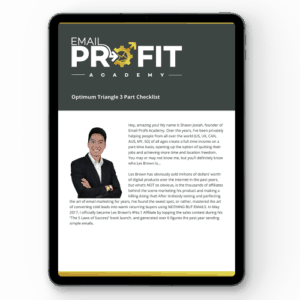 EMAIL
PROFIT
ACADEMY
Optimum Triangle 3 Part Checklist
Hey, amazing you! My name is Shawn Josiah, founder of
Email Profit Academy. Over the years, I've been privately
helping people from all over the world (US, UK, CAD,
AUS, MY, SG) of all ages create a full time income on a
part time basis, opening up the option of quitting their
jobs and achieving more time and location freedom.
You may or may not know me, but you'll definitely know
who Les Brown is...
Les Brown has obviously sold millions of dollars' worth
of digital products over the internet in the past years,
but what's NOT so obvious, is the thousands of affiliates
behind the scene marketing his product and making a
killing doing that! After tirelessly testing and perfecting
the art of email marketing for years, I've found the sweet spot, or rather, mastered the art
of converting cold leads into warm recurring buyers using NOTHING BUT EMAILS. In May
2017, I officially became Les Brown's #No.1 Affiliate by topping the sales contest during his
"The 5 Laws of Success" book launch, and generated over 6 figures the past year sending
simple emails.